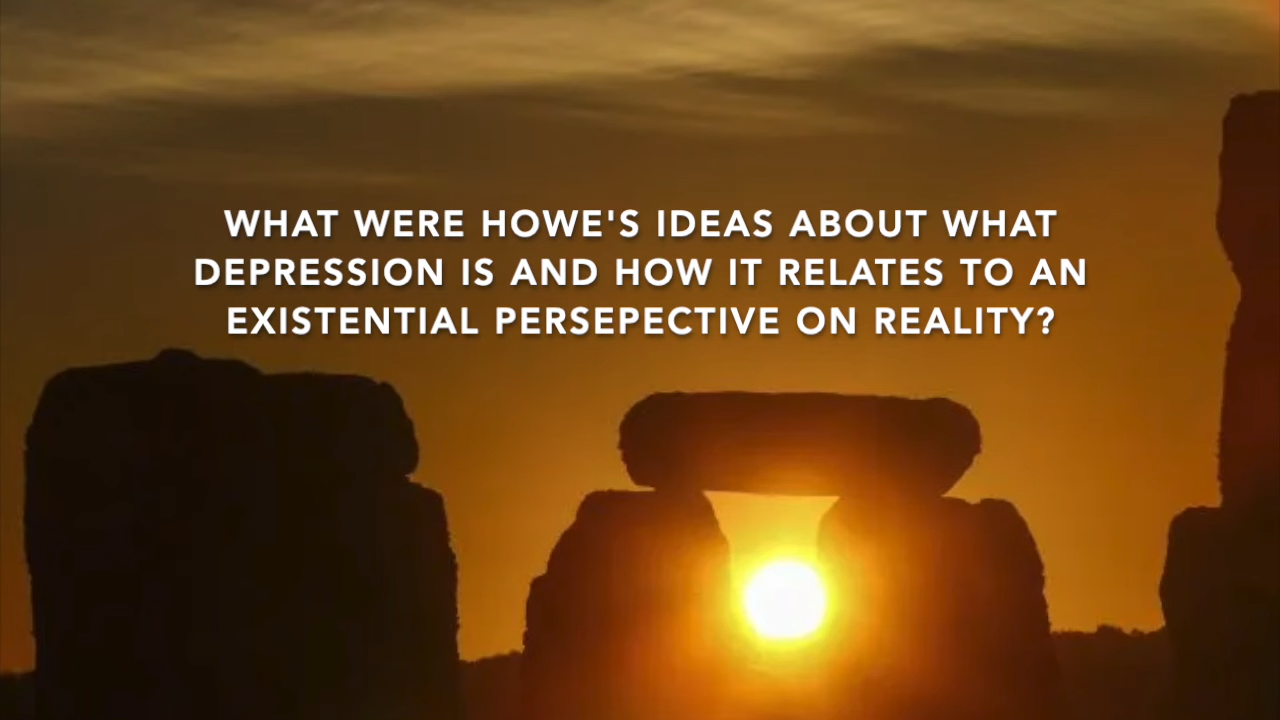 WHAT WERE HOWE'S IDEAS ABOUT WHAT
DEPRESSION IS AND HOW IT RELATES TO AN
EXISTENTIAL PERSEPECTIVE ON REALITY?